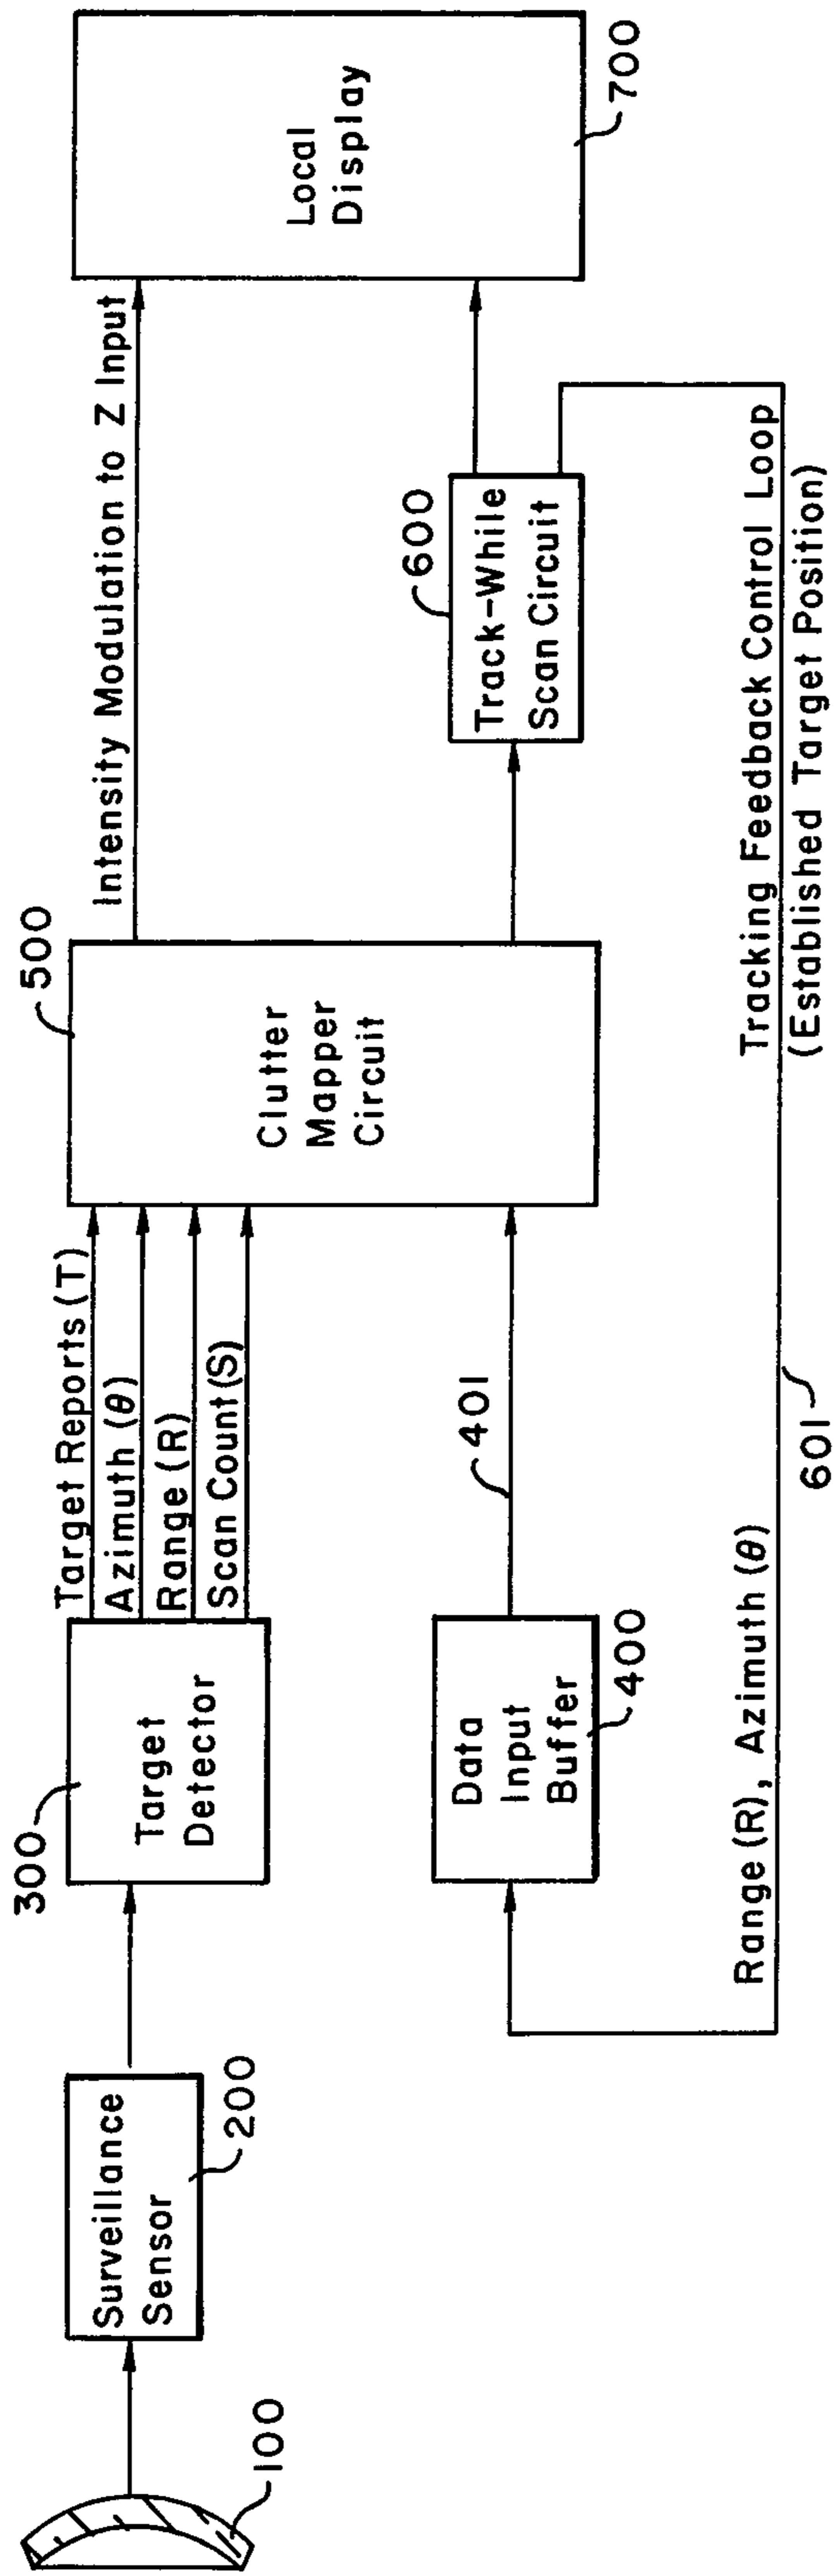 100
Surveillance
Sensor
200
300
Target
Detector
Target Reports (T)
Azimuth (θ)
Range (R)
Scan Count (S)
Data
Input
Buffer
400
401
500
Clutter
Mapper
Circuit
Intensity Modulation to Z Input
600
Track-While
Scan Circuit
Local
Display
700
Range (R), Azimuth (θ)
601
Tracking Feedback Control Loop
(Established Target Position)